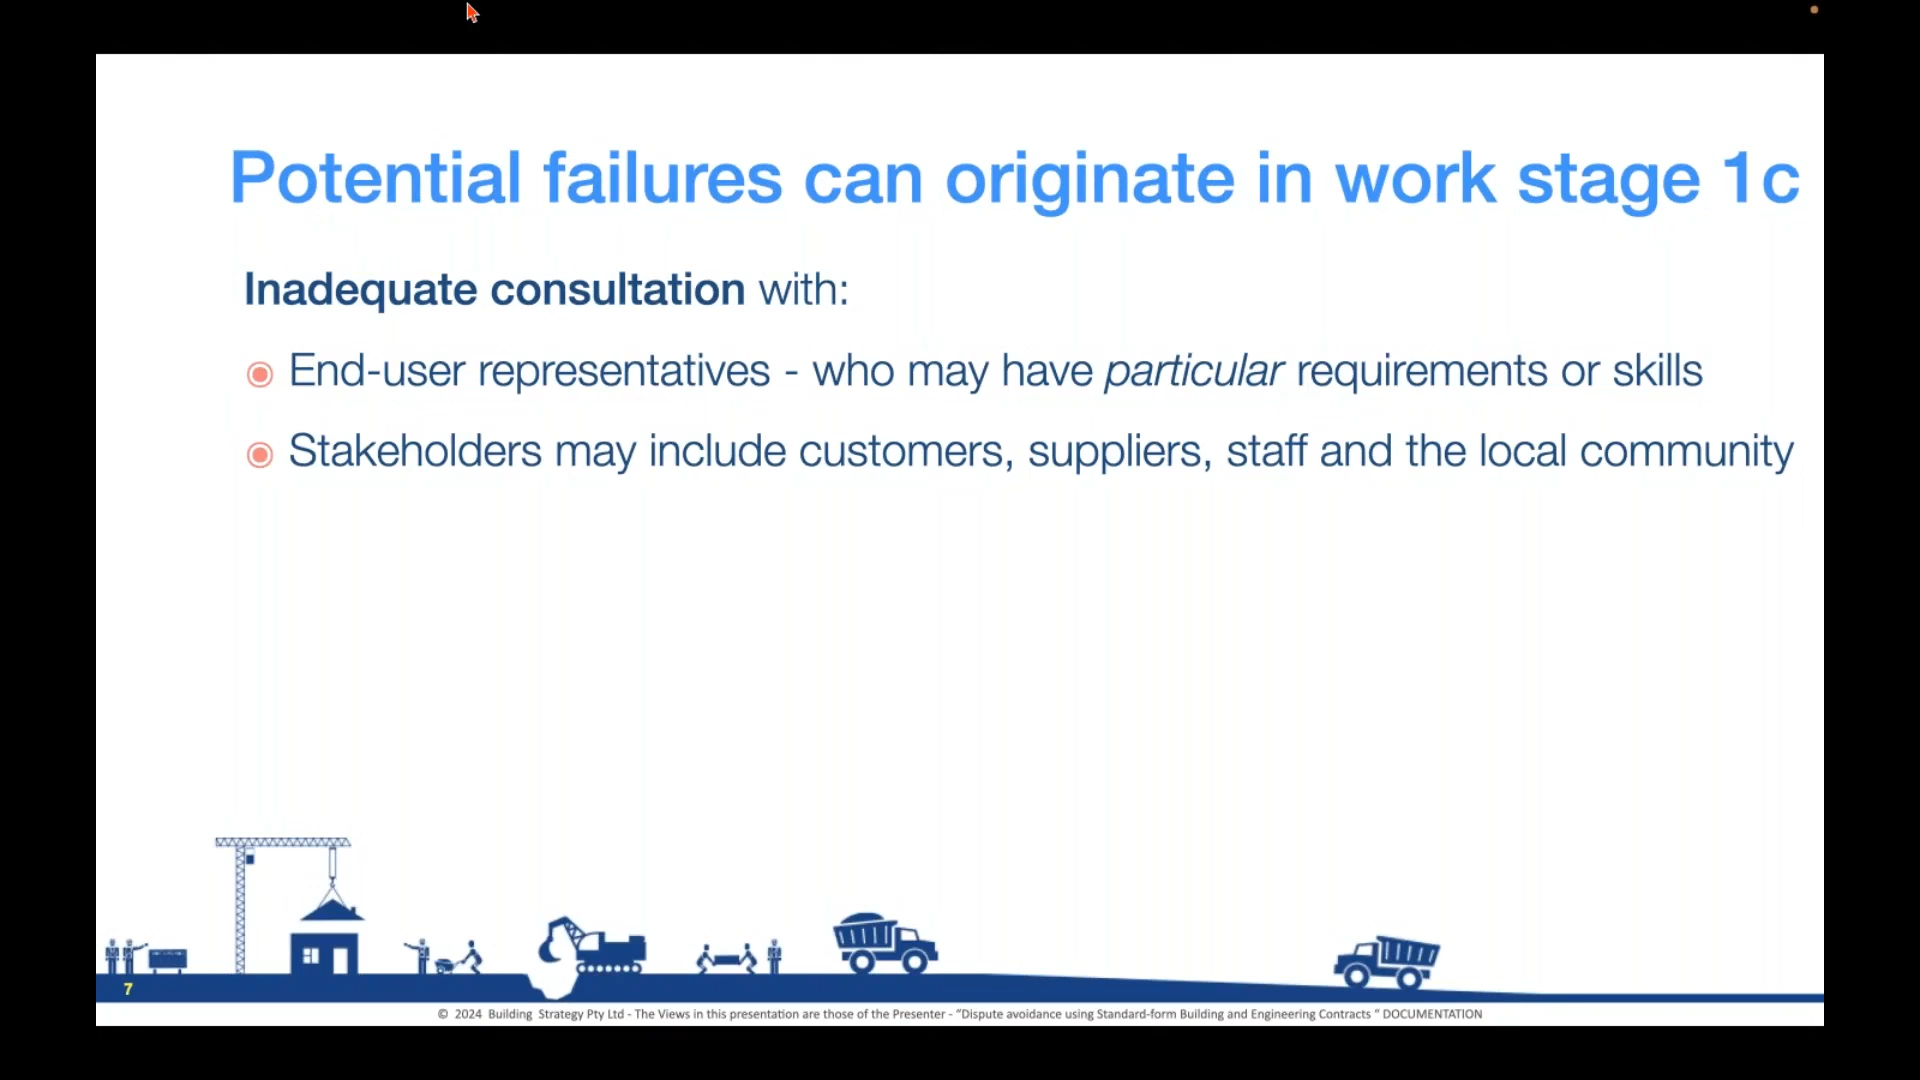 Potential failures can originate in work stage 1c
Inadequate consultation with:
End-user representatives - who may have particular requirements or skills
Stakeholders may include customers, suppliers, staff and the local community
7
© 2024 Building Strategy Pty Ltd - The Views in this presentation are those of the Presenter - “Dispute avoidance using Standard-form Building and Engineering Contracts “ DOCUMENTATION